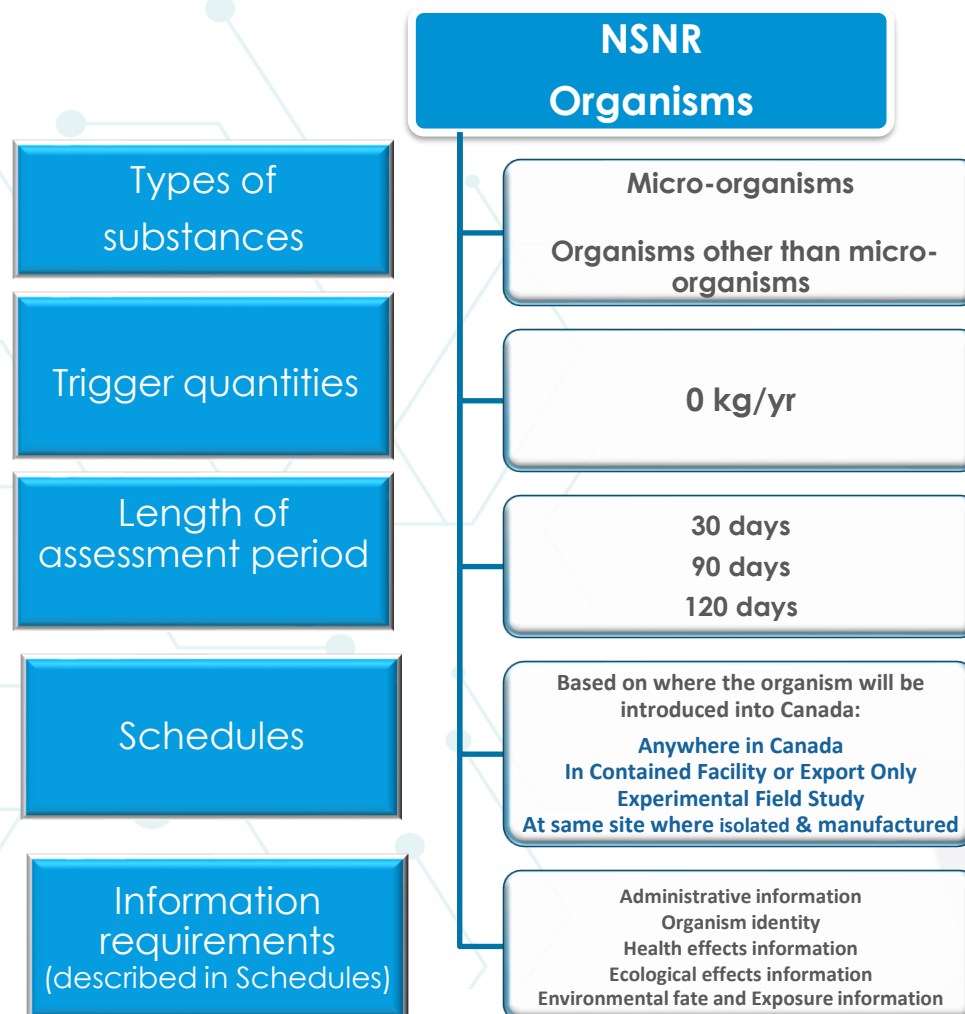 NSNR
Organisms
Types of
substances
Micro-organisms
Organisms other than micro-
organisms
Trigger quantities
0 kg/yr
Length of
assessment period
30 days
90 days
120 days
Schedules
Based on where the organism will be
introduced into Canada:
Anywhere in Canada
In Contained Facility or Export Only
Experimental Field Study
At same site where isolated & manufactured
Information
requirements
(described in Schedules)
Administrative information
Organism identity
Health effects information
Ecological effects information
Environmental fate and Exposure information